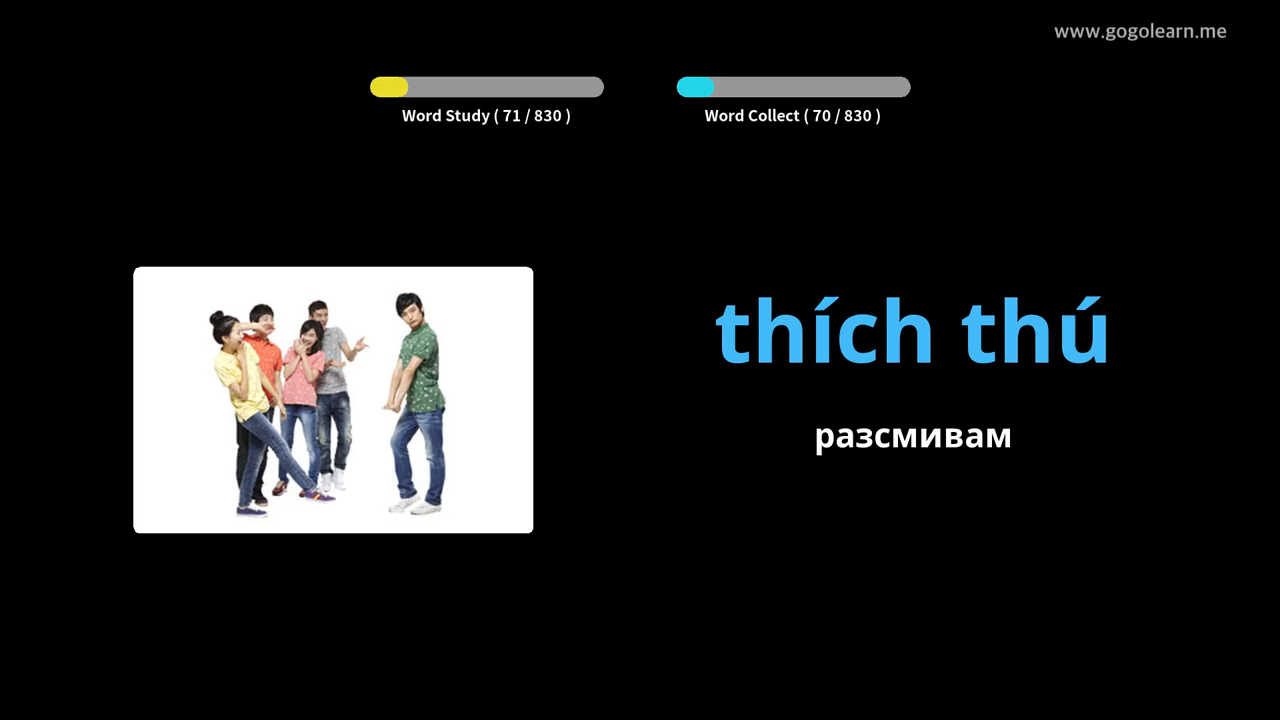 www.gogolearn.me
Word Study ( 71 / 830 )
Word Collect ( 70 / 830 )
thích thú
разсмивам